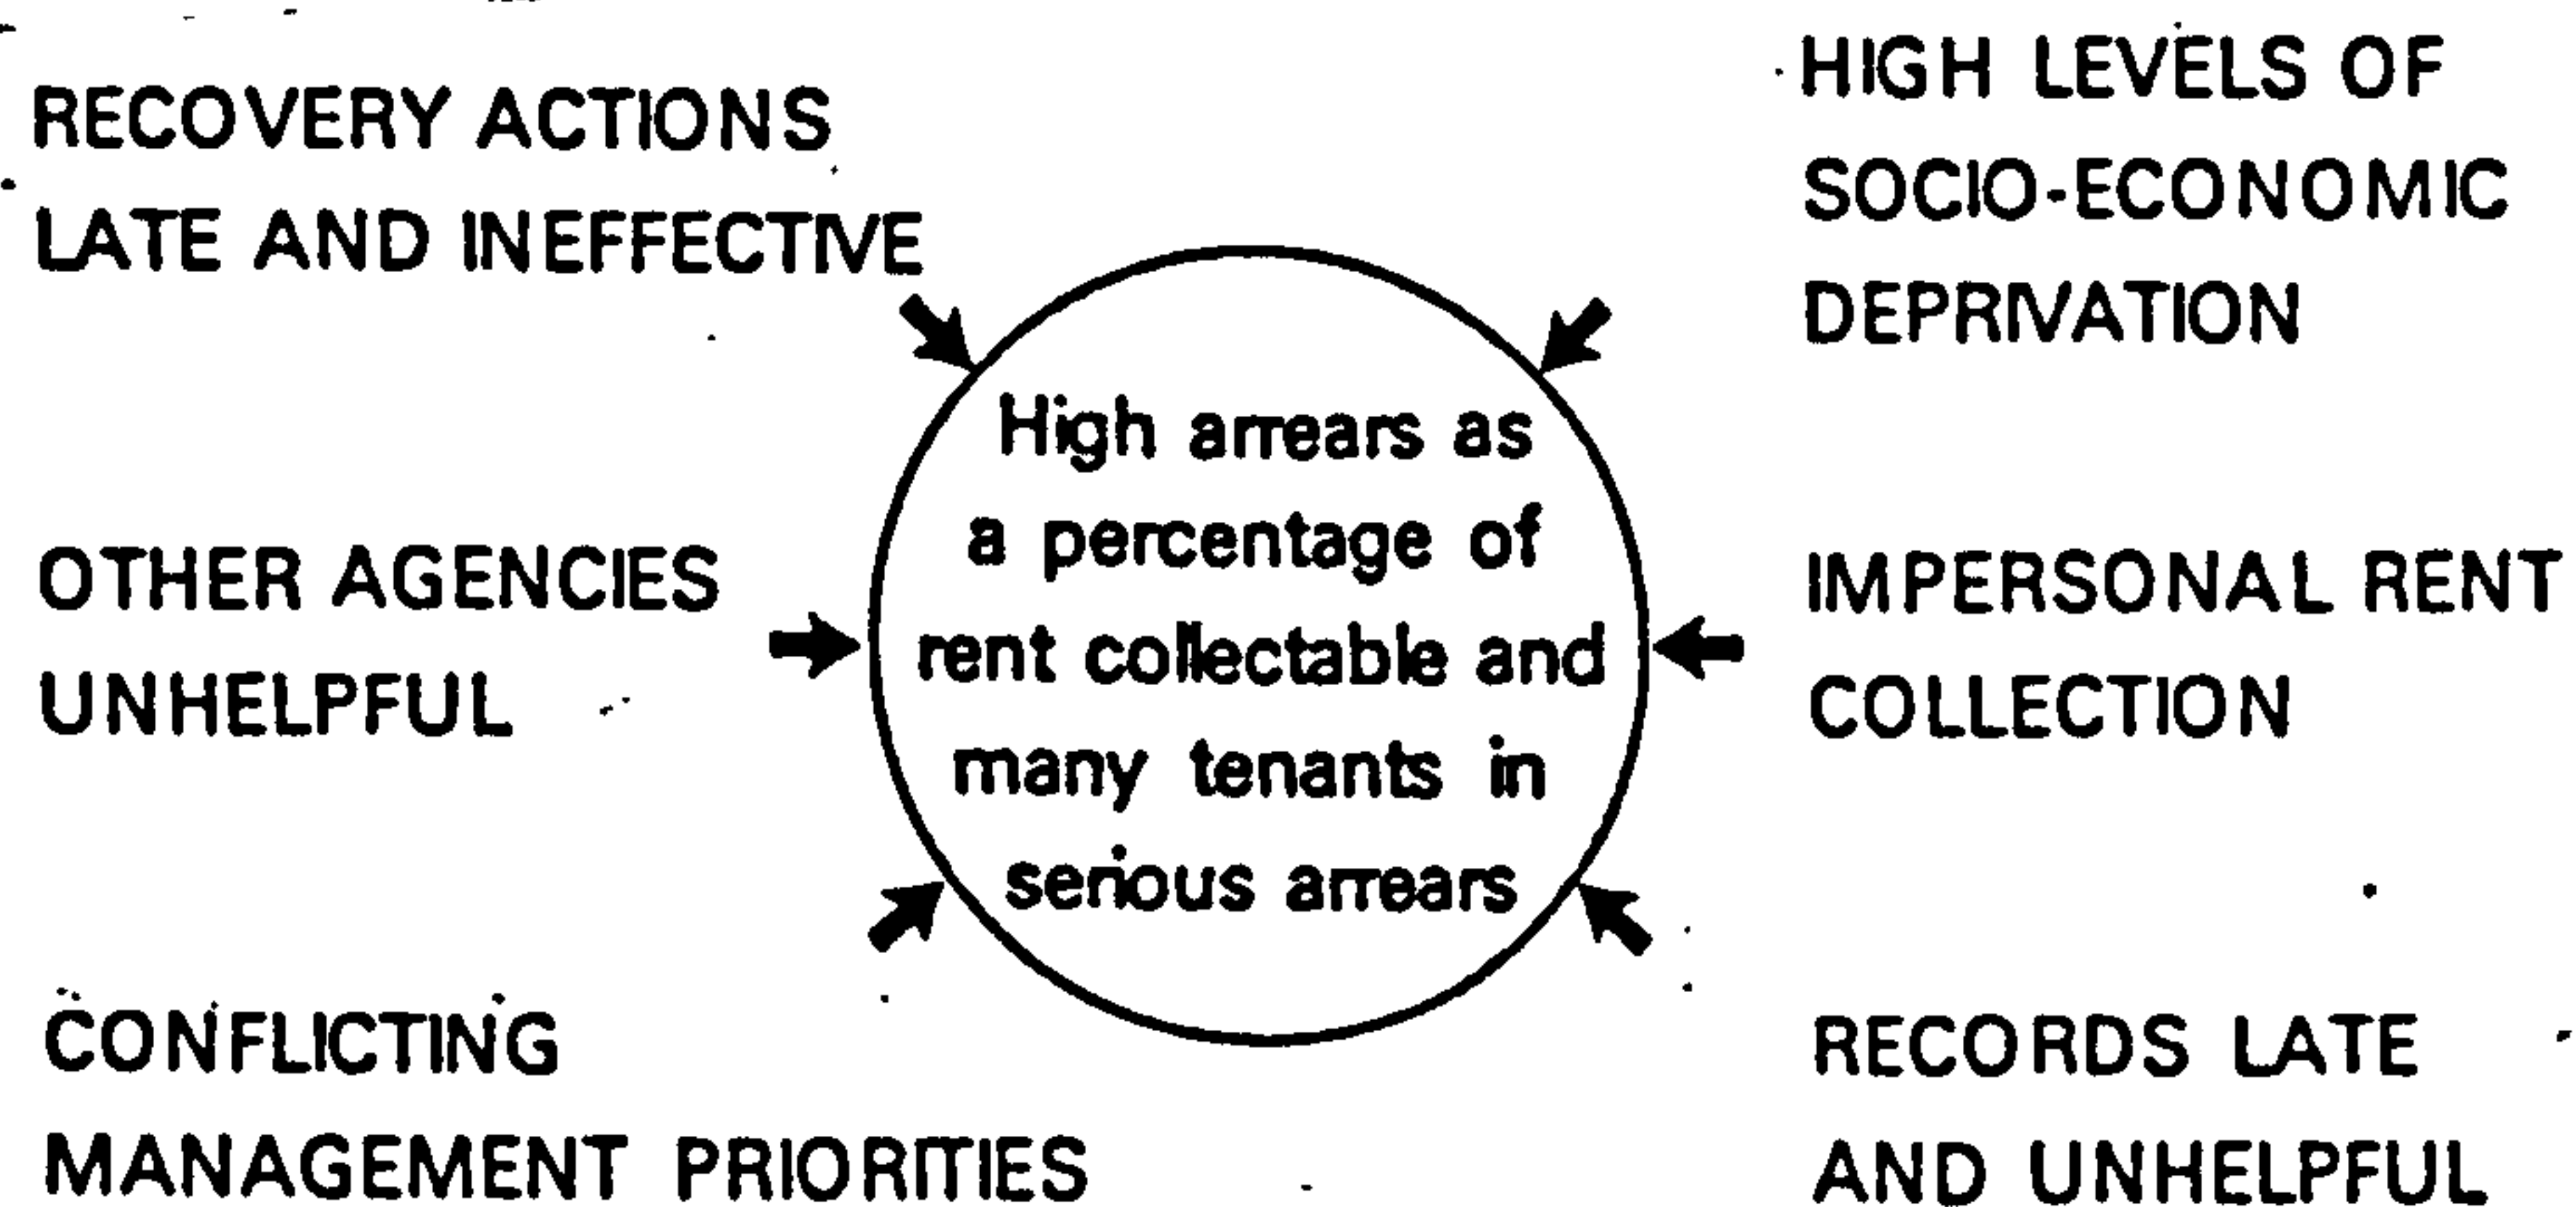 RECOVERY ACTIONS
LATE AND INEFFECTIVE
HIGH LEVELS OF
SOCIO-ECONOMIC
DEPRIVATION
High arrears as
a percentage of
rent collectable and
many tenants in
serious arrears
OTHER AGENCIES
UNHELPFUL
IMPERSONAL RENT
COLLECTION
CONFLICTING
MANAGEMENT PRIORITIES
RECORDS LATE
AND UNHELPFUL